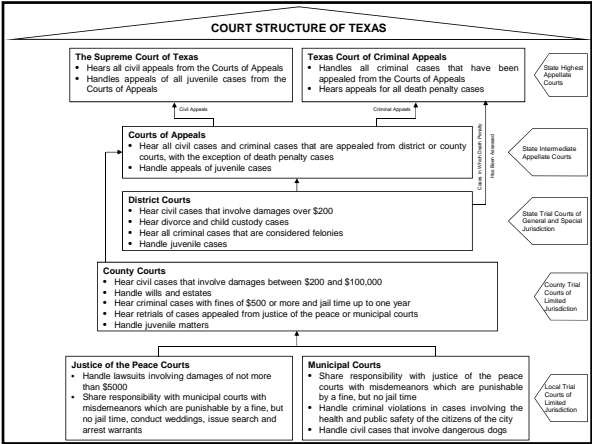 COURT STRUCTURE OF TEXAS
The Supreme Court of Texas
• Hears all civil appeals from the Courts of Appeals
• Handles appeals of all juvenile cases from the
Courts of Appeals
Texas Court of Criminal Appeals
• Handles all criminal cases that have been
appealed from the Courts of Appeals
• Hears appeals for all death penalty cases
State Highest
Appellate
Courts
Civil Appeals
Criminal Appeals
Cases in Which Death Penalty
Has Been Assessed
Courts of Appeals
• Hear all civil cases and criminal cases that are appealed from district or county
courts, with the exception of death penalty cases
• Handle appeals of juvenile cases
State Intermediate
Appellate Courts
District Courts
• Hear civil cases that involve damages over $200
• Hear divorce and child custody cases
• Hear all criminal cases that are considered felonies
• Handle juvenile cases
State Trial Courts of
General and Special
Jurisdiction
County Courts
• Hear civil cases that involve damages between $200 and $100,000
• Handle wills and estates
• Hear criminal cases with fines of $500 or more and jail time up to one year
• Hear retrials of cases appealed from justice of the peace or municipal courts
• Handle juvenile matters
County Trial
Courts of
Limited
Jurisdiction
Justice of the Peace Courts
• Handle lawsuits involving damages of not more
than $5000
• Share responsibility with municipal courts with
misdemeanors which are punishable by a fine, but
no jail time, conduct weddings, issue search and
arrest warrants
Municipal Courts
• Share responsibility with justice of the peace
courts with misdemeanors which are punishable
by a fine, but no jail time
• Handle criminal violations in cases involving the
health and public safety of the citizens of the city
• Handle civil cases that involve dangerous dogs
Local Trial
Courts of
Limited
Jurisdiction